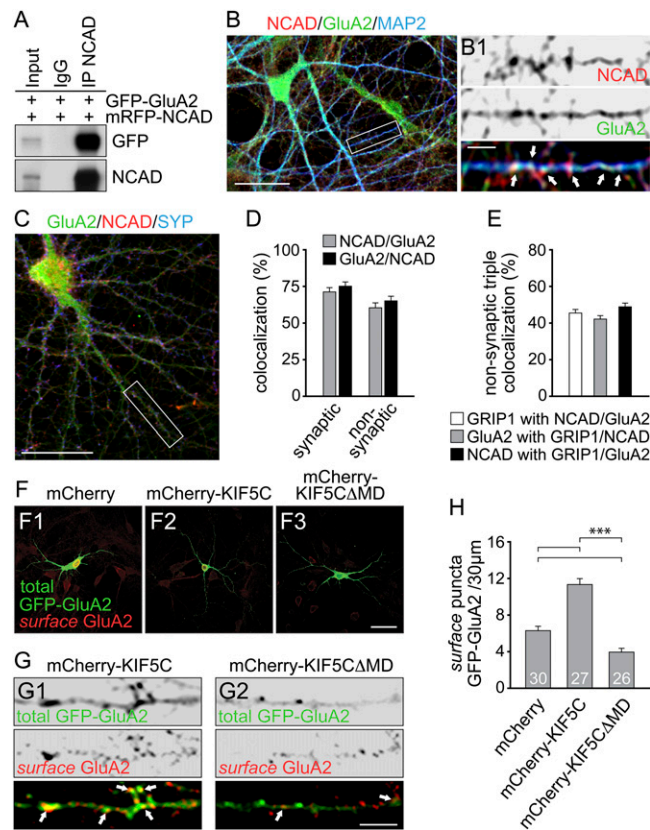 A
Input
IgG
IP NCAD
+ + + GFP-GluA2
+ + + mRFP-NCAD
GFP
NCAD
B NCAD/GluA2/MAP2
B1
NCAD
GluA2
C GluA2/NCAD/SYP
D
NCAD/GluA2
GluA2/NCAD
colocalization (%)
100
75
50
25
0
synaptic
non-
synaptic
E
non-synaptic triple
colocalization (%)
80
60
40
20
0
GRIP1 with NCAD/GluA2
GluA2 with GRIP1/NCAD
NCAD with GRIP1/GluA2
F mCherry
mCherry-KIF5C
mCherry-
KIF5CΔMD
F1
F2
F3
total
GFP-GluA2
surface GluA2
G mCherry-KIF5C
mCherry-KIF5CΔMD
G1
total GFP-GluA2
surface GluA2
G2
total GFP-GluA2
surface GluA2
H
***
surface puncta
GFP-GluA2 /30µm
16
12
8
4
0
30
27
26
mCherry
mCherry-KIF5C
mCherry-KIF5CΔMD